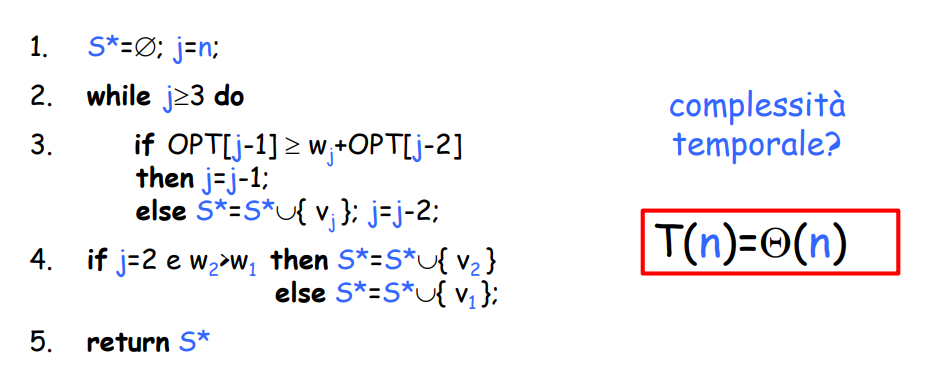 1. S*=∅; j=n;
2. while j≥3 do
3. if OPT[j-1] ≥ wj+OPT[j-2]
then j=j-1;
else S*=S*∪{ vj }; j=j-2;
4. if j=2 e w2>w1 then S*=S*∪{ v2 }
else S*=S*∪{ v1 };
5. return S*
complessità
temporale?
T(n)=Θ(n)